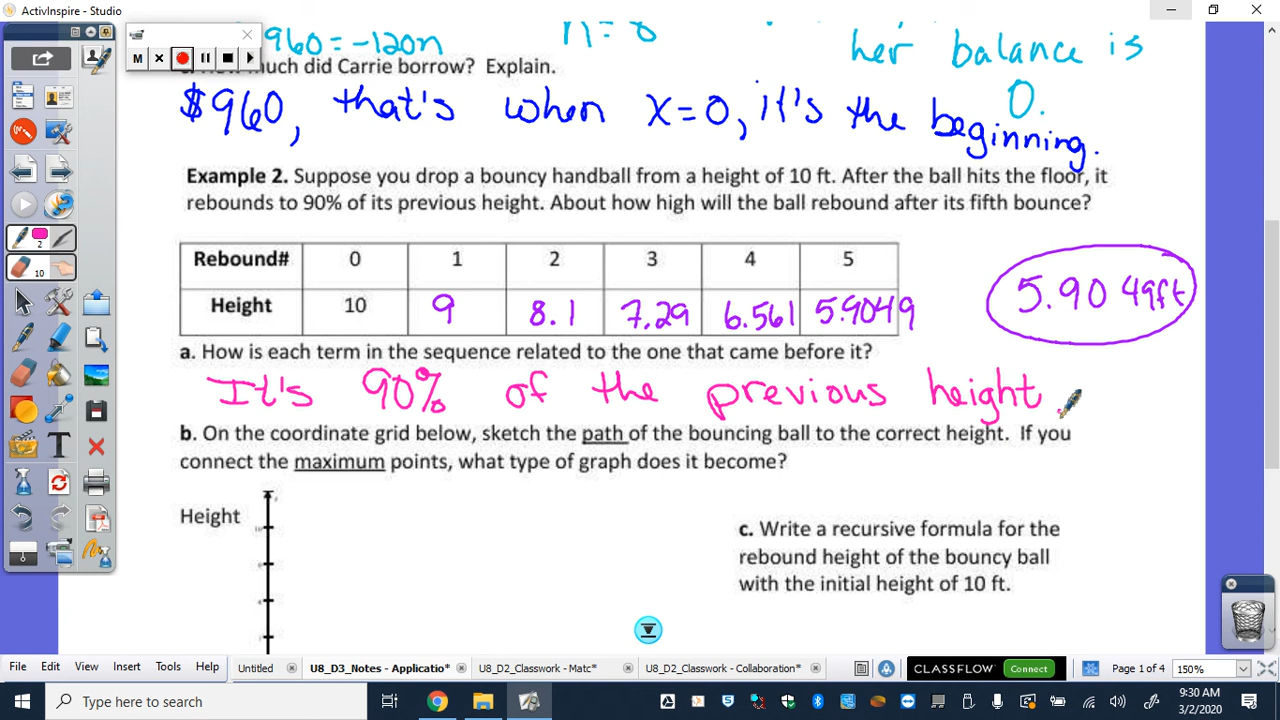 ActivInspire - Studio
960 = -120n
n = 8
her balance is
much did Carrie borrow? Explain.
0.
$960, that's when x=0, it's the beginning.
Example 2. Suppose you drop a bouncy handball from a height of 10 ft. After the ball hits the floor, it
rebounds to 90% of its previous height. About how high will the ball rebound after its fifth bounce?
Rebound# 0 1 2 3 4 5
Height 10 9 8.1 7.29 6.561 5.9049
5.9049ft
a. How is each term in the sequence related to the one that came before it?
It's 90% of the previous height
b. On the coordinate grid below, sketch the path of the bouncing ball to the correct height. If you
connect the maximum points, what type of graph does it become?
Height
c. Write a recursive formula for the
rebound height of the bouncy ball
with the initial height of 10 ft.
M
2
10
File Edit View Insert Tools Help
Untitled
U8_D3_Notes - Applicatio*
U8_D2_Classwork - Matc*
U8_D2_Classwork - Collaboration*
CLASSFLOW Connect
Page 1 of 4
150%
Type here to search
9:30 AM
3/2/2020